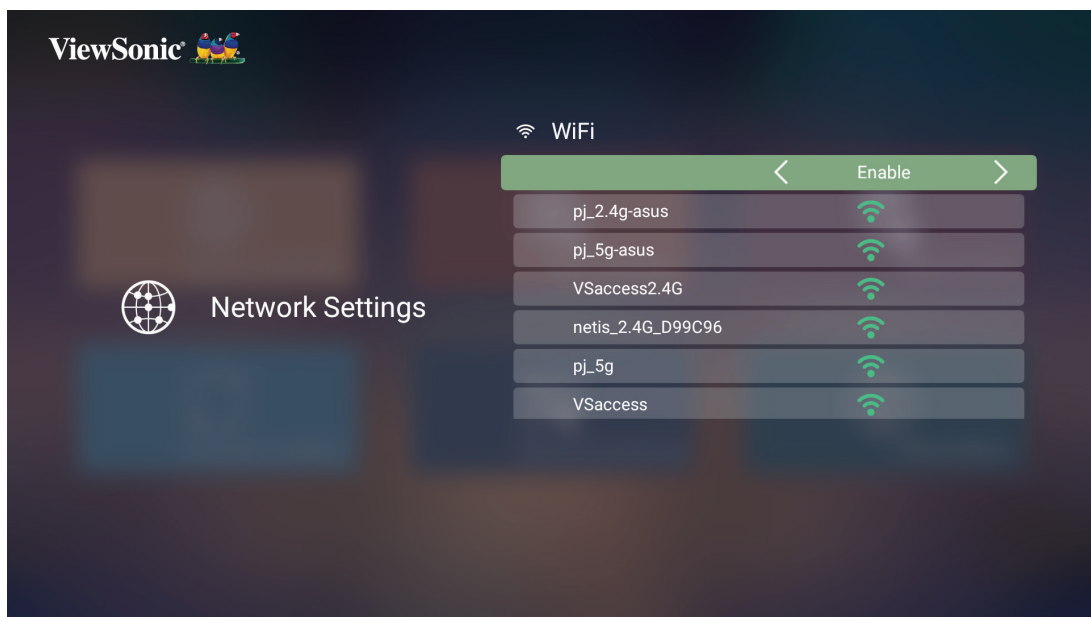 ViewSonic®
WiFi
Enable
pj_2.4g-asus
pj_5g-asus
VSaccess2.4G
Network Settings
netis_2.4G_D99C96
pj_5g
VSaccess